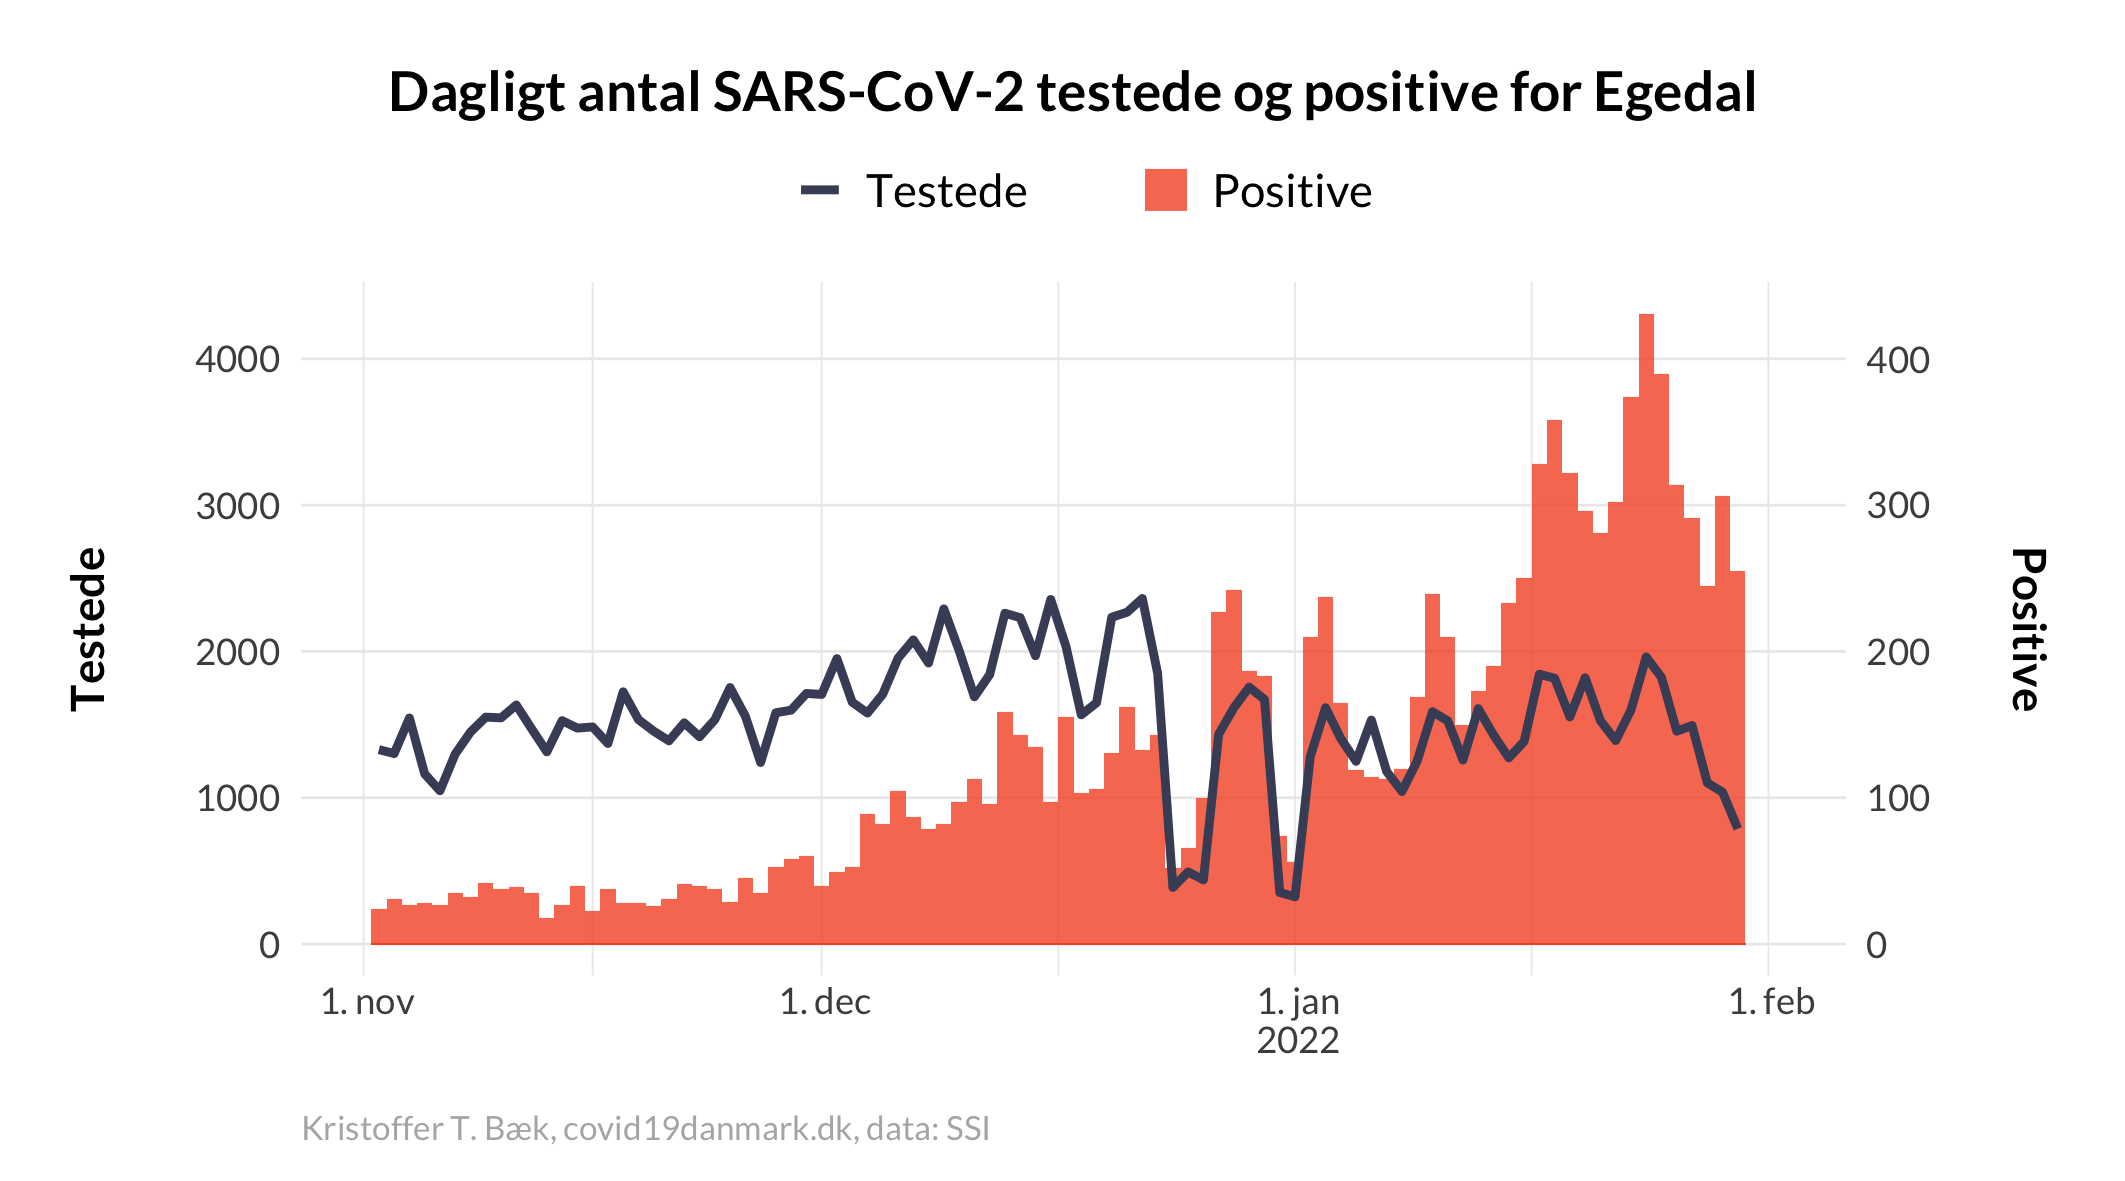 Dagligt antal SARS-CoV-2 testede og positive for Egedal
Testede Positive
Testede
4000
3000
2000
1000
0
400
300
200
100
0
Positive
1. nov 1. dec 1. jan 1. feb
2022
Kristoffer T. Bæk, covid19danmark.dk, data: SSI